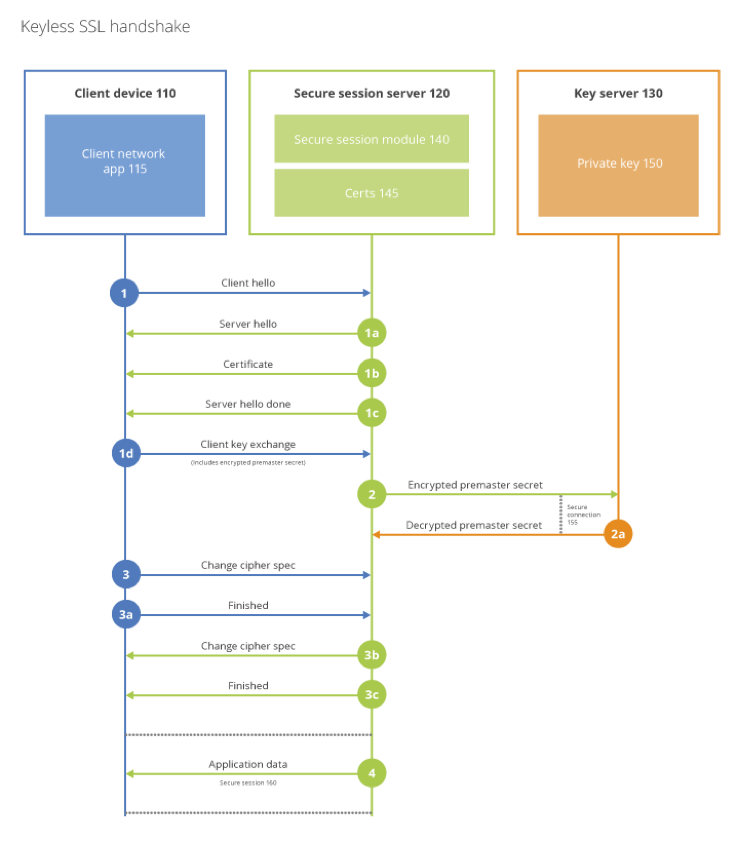 Keyless SSL handshake
Client device 110
Secure session server 120
Key server 130
Client network
app 115
Secure session module 140
Certs 145
Private key 150
1
Client hello
Server hello
1a
Certificate
1b
Server hello done
1c
1d
Client key exchange
(includes encrypted premaster secret)
2
Encrypted premaster secret
Secure
connection
155
Decrypted premaster secret
2a
3
Change cipher spec
3a
Finished
Change cipher spec
3b
Finished
3c
Application data
4
Secure session 160